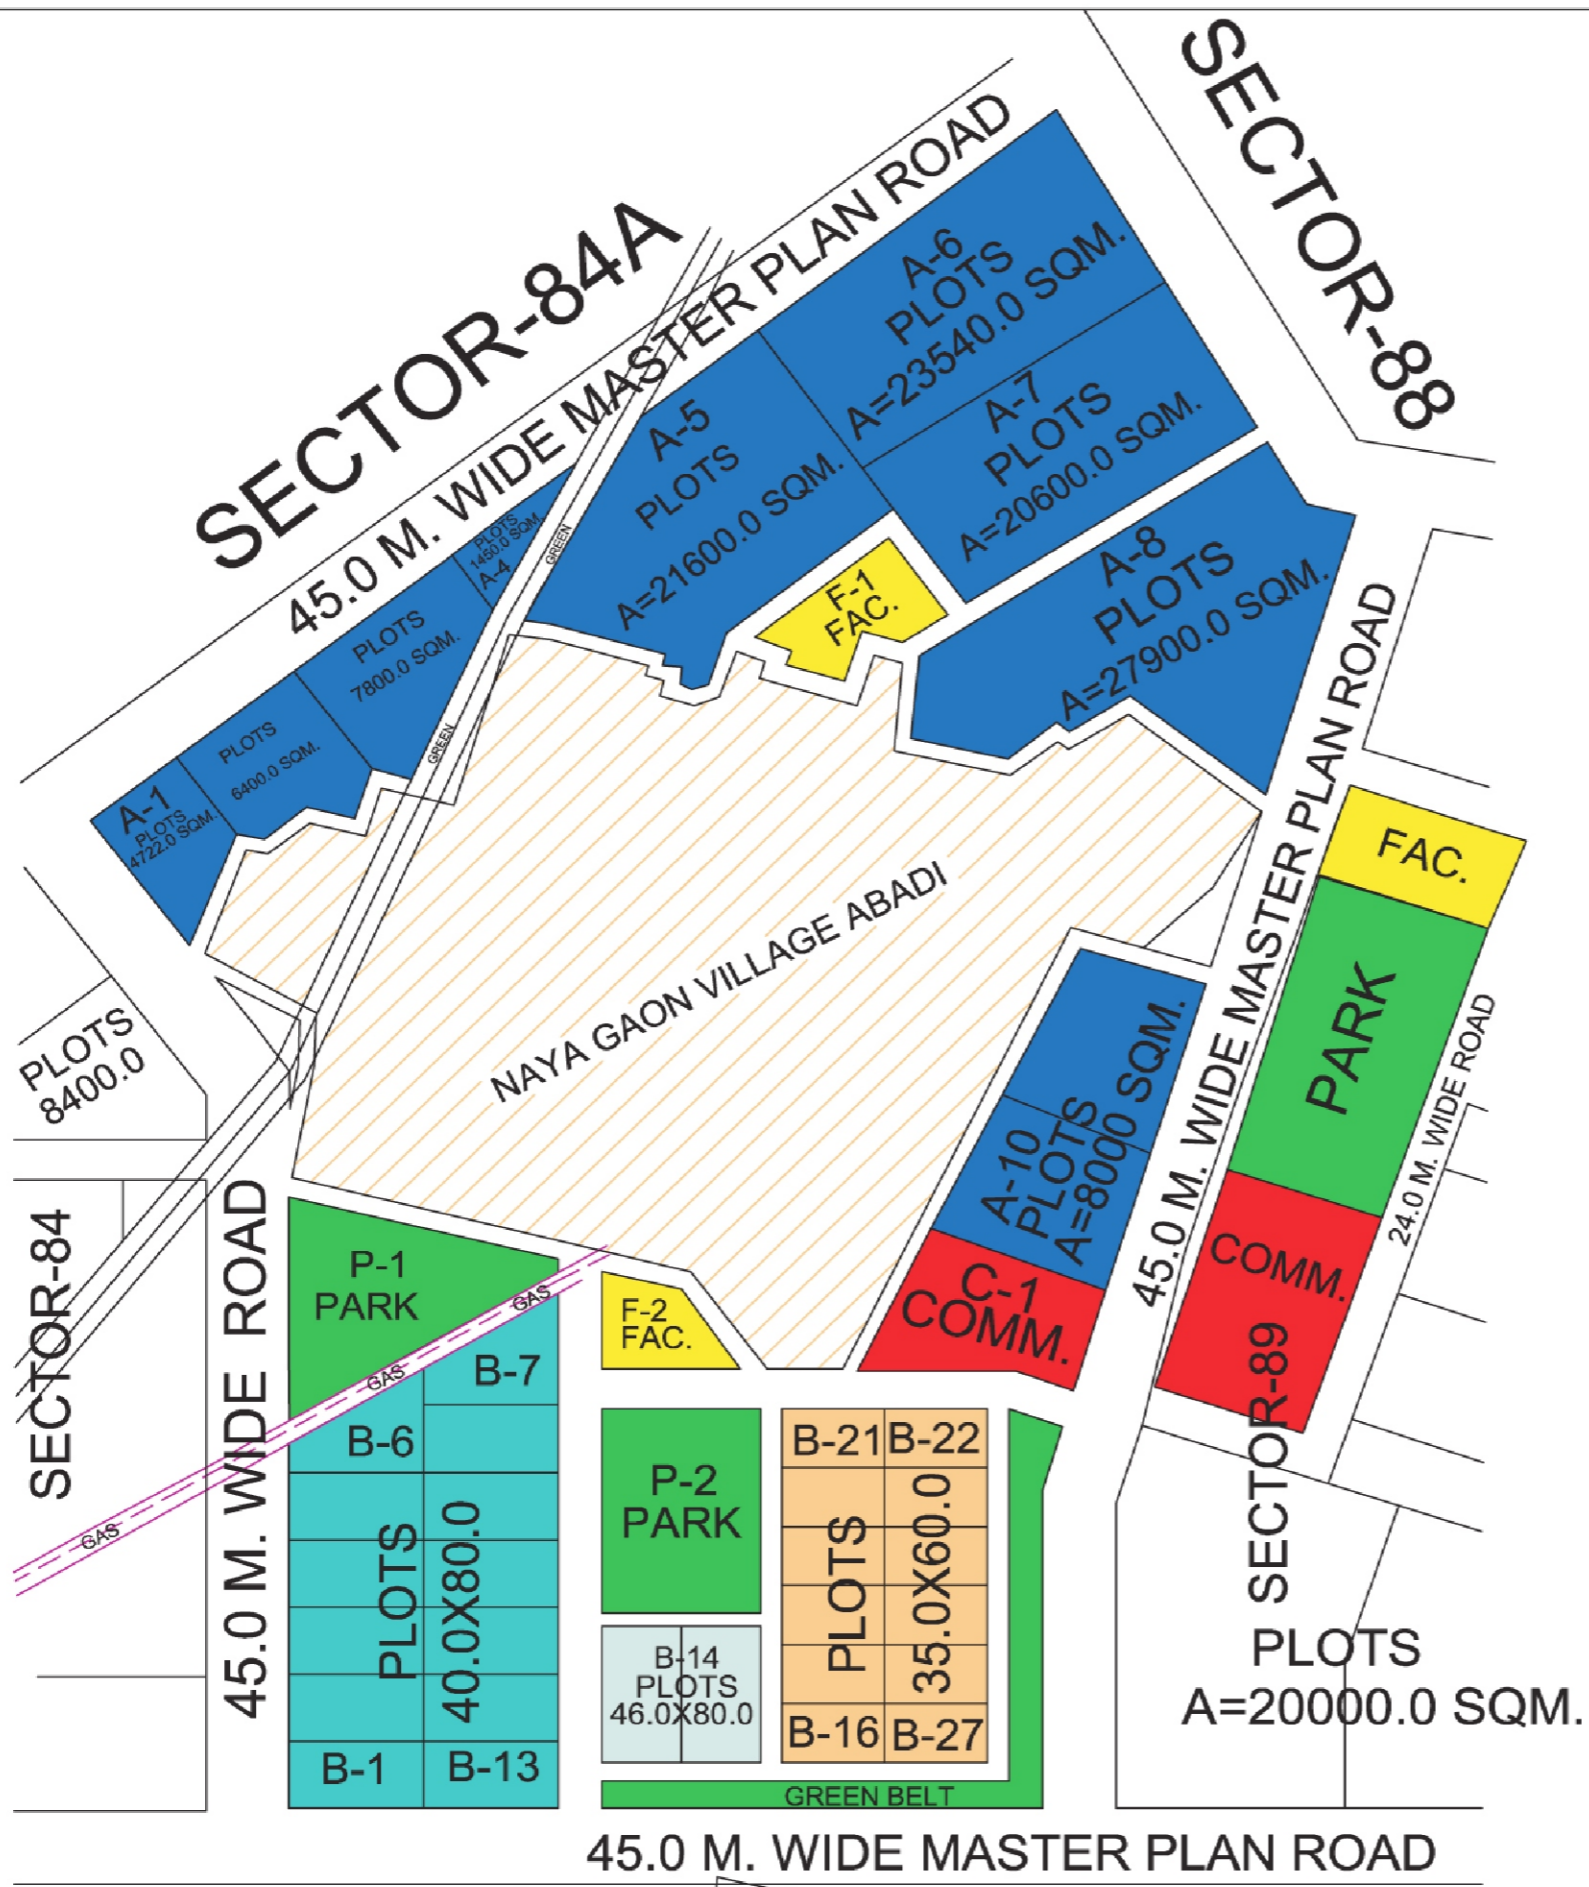 SECTOR-88
SECTOR-84A
45.0 M. WIDE MASTER PLAN ROAD
A-6
PLOTS
A=23540.0 SQM.
A-7
PLOTS
A=20600.0 SQM.
A-5
PLOTS
A=21600.0 SQM.
PLOTS
1460.0 SQM.
A-4
GREEN
PLOTS
7800.0 SQM.
GREEN
PLOTS
6400.0 SQM.
A-1
PLOTS
4722.0 SQM.
F-1
FAC.
A-8
PLOTS
A=27900.0 SQM.
45.0 M. WIDE MASTER PLAN ROAD
NAYA GAON VILLAGE ABADI
FAC.
PARK
24.0 M. WIDE ROAD
COMM.
45.0 M. WIDE
A-10
PLOTS
A=8000 SQM.
C-1
COMM.
PLOTS
8400.0
SECTOR-84
45.0 M. WIDE ROAD
P-1
PARK
GAS
GAS
GAS
F-2
FAC.
B-7
B-6
PLOTS
40.0X80.0
B-1
B-13
P-2
PARK
B-14
PLOTS
46.0X80.0
B-21
B-22
PLOTS
35.0X60.0
B-16
B-27
GREEN BELT
SECTOR-89
PLOTS
A=20000.0 SQM.
45.0 M. WIDE MASTER PLAN ROAD